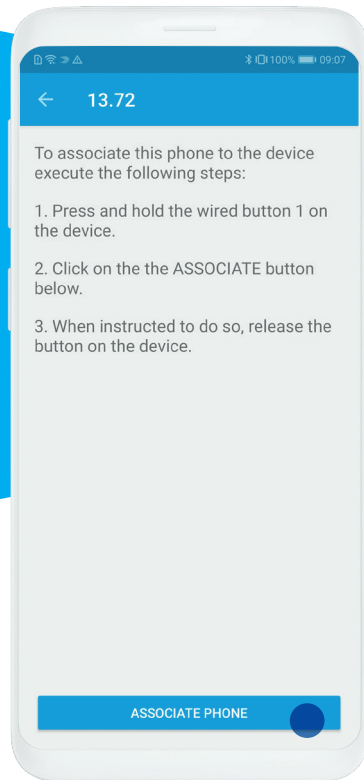 100% 09:07
13.72
To associate this phone to the device
execute the following steps:
1. Press and hold the wired button 1 on
the device.
2. Click on the the ASSOCIATE button
below.
3. When instructed to do so, release the
button on the device.
ASSOCIATE PHONE